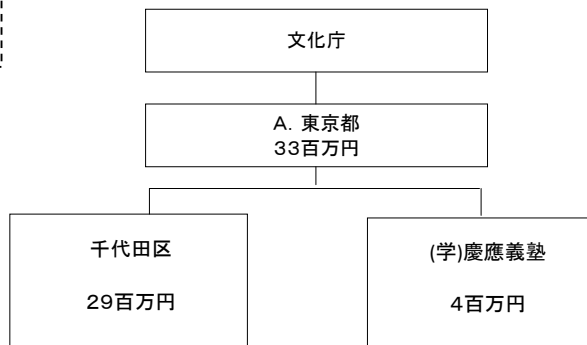 文化庁
A. 東京都
33百万円
千代田区
29百万円
(学)慶應義塾
4百万円